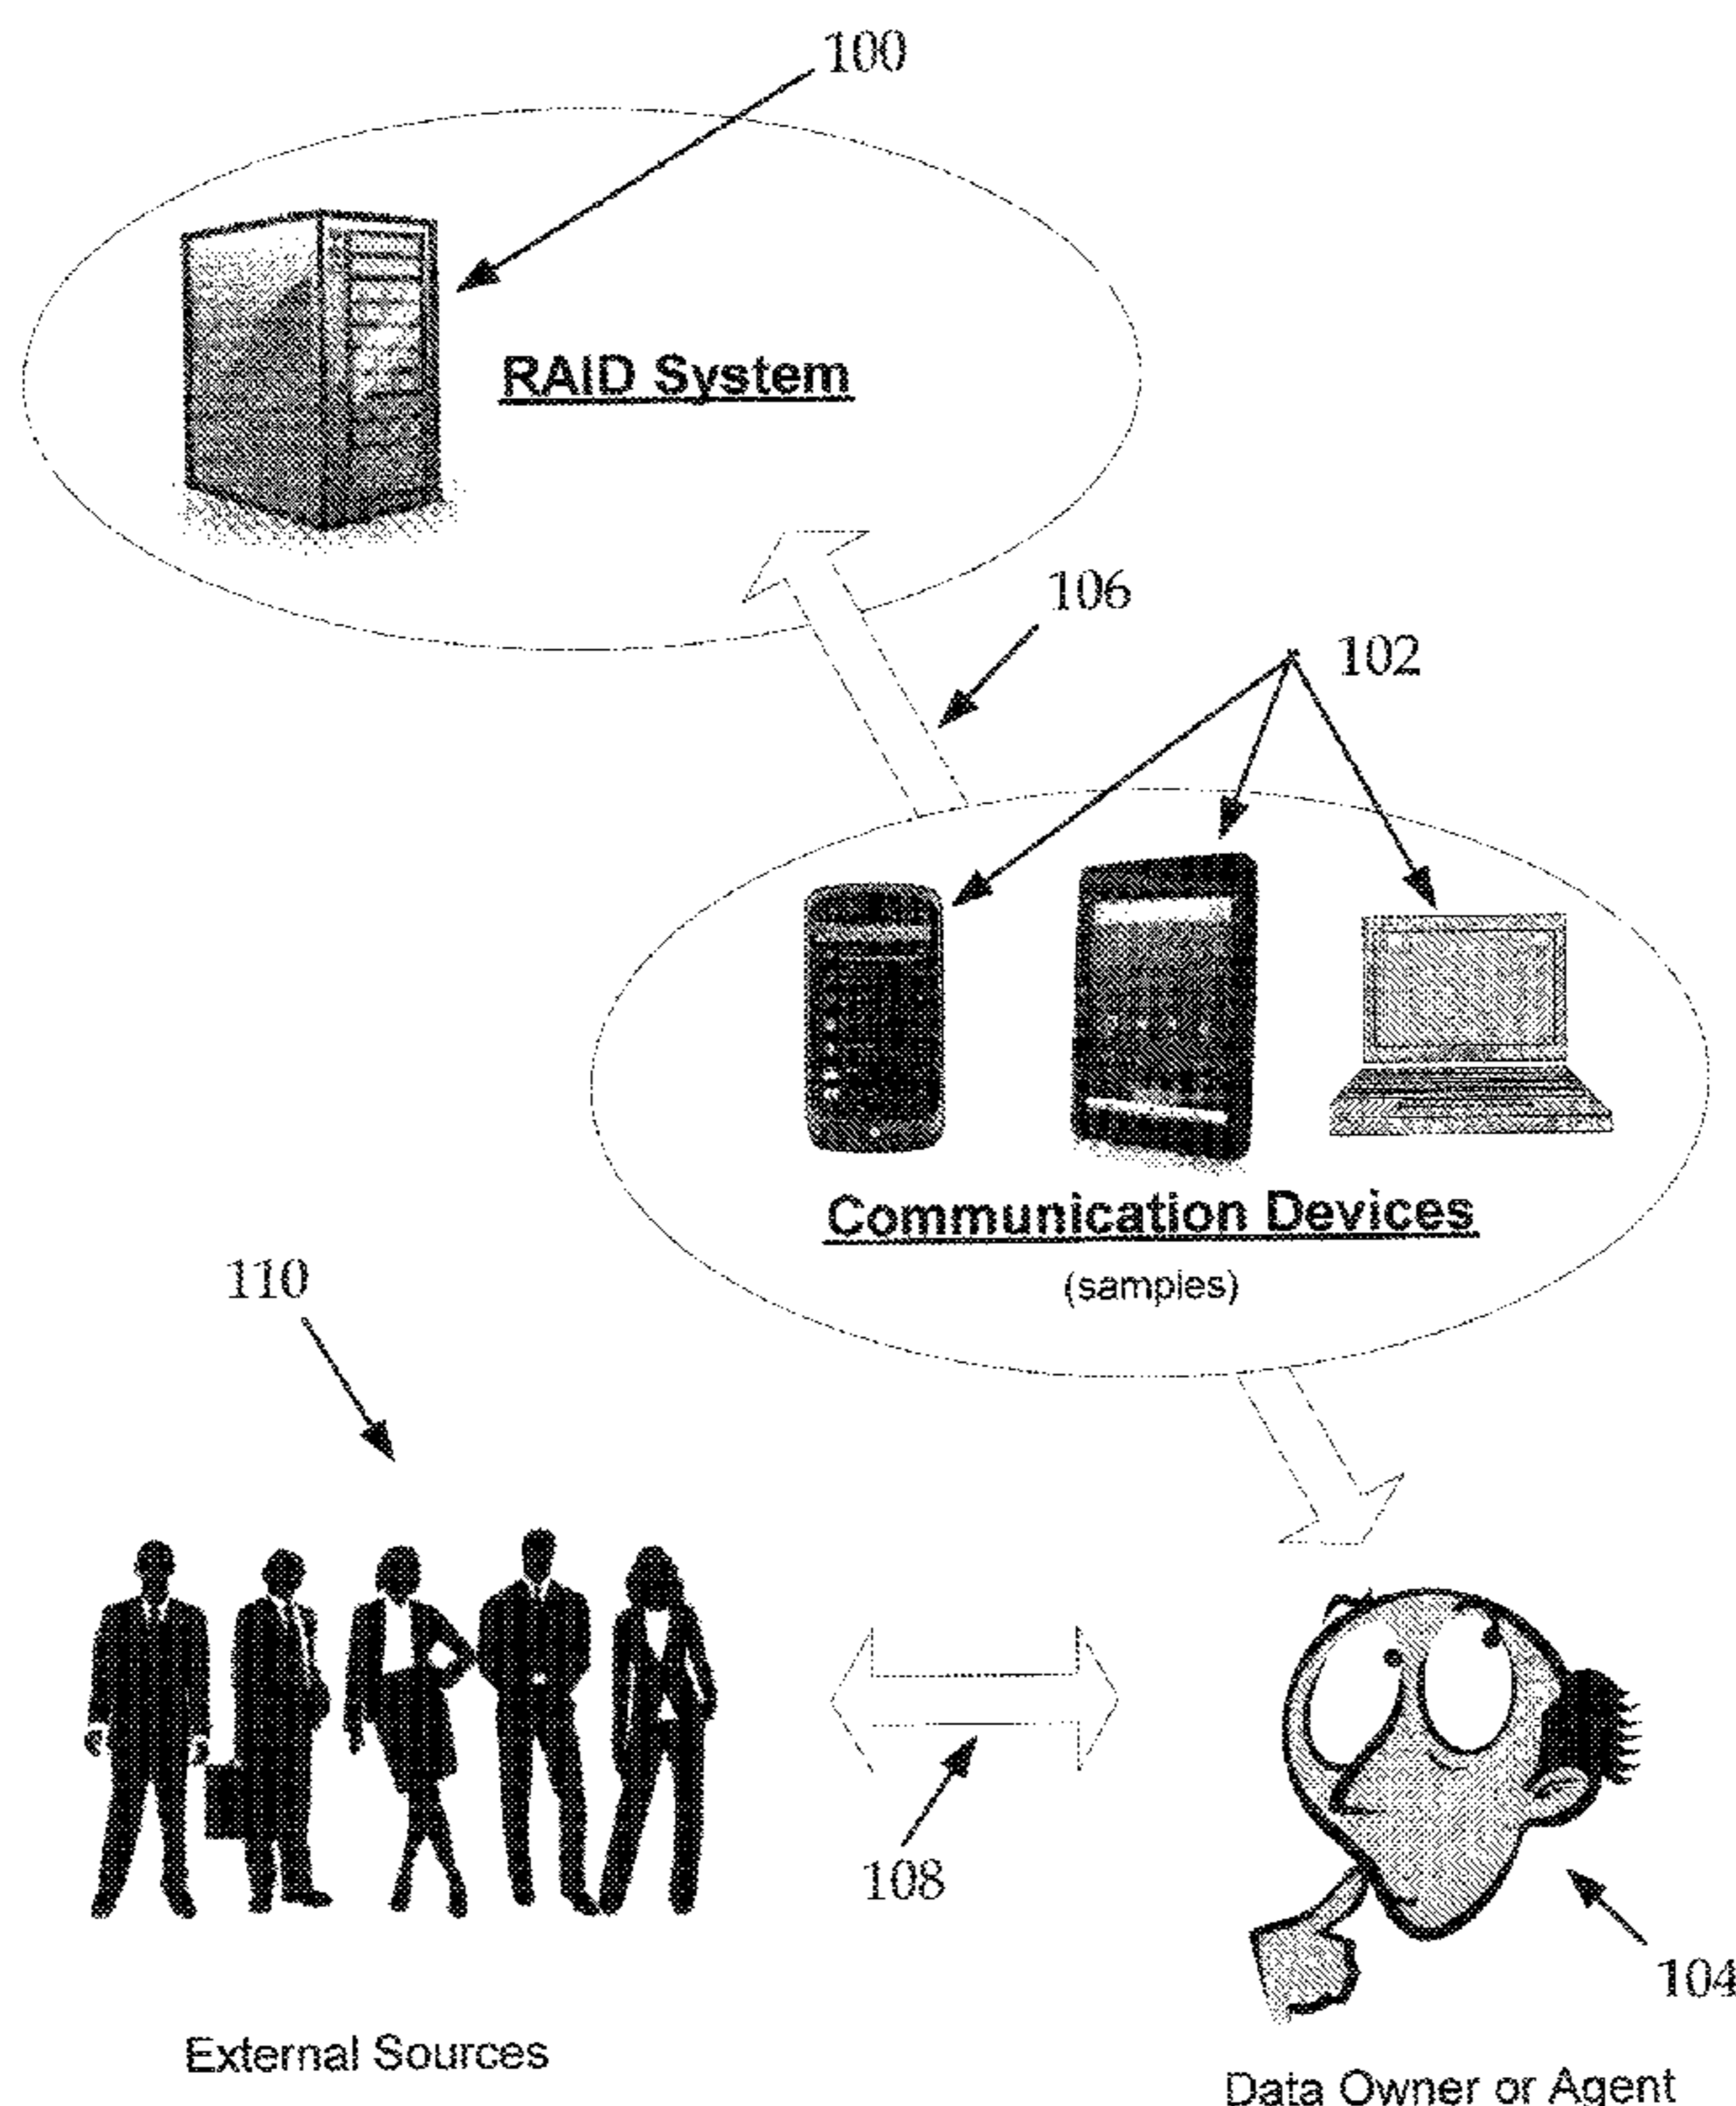 100
RAID System
106
102
Communication Devices
(samples)
110
108
104
External Sources
Data Owner or Agent